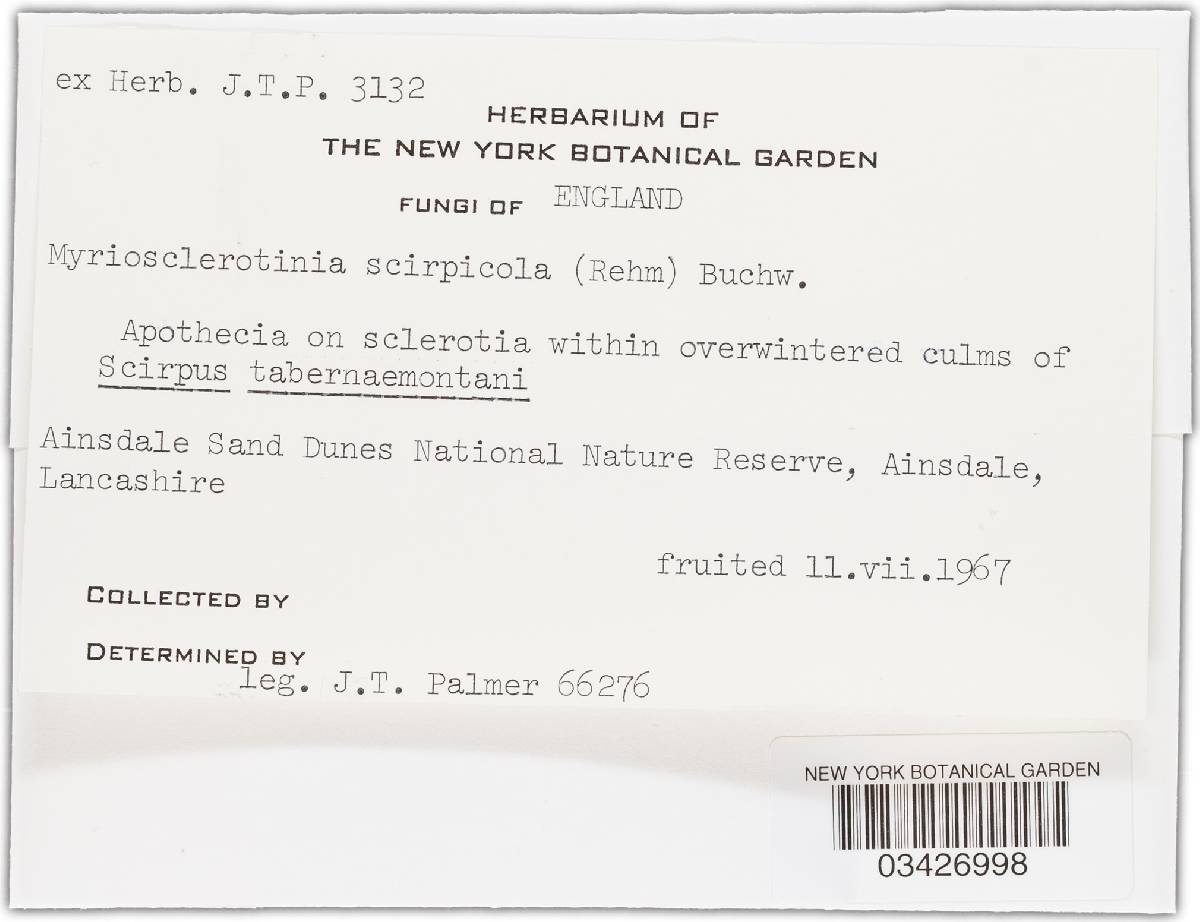 ex Herb. J.T.P. 3132
HERBARIUM OF
THE NEW YORK BOTANICAL GARDEN
FUNGI OF ENGLAND
Myriosclerotinia scirpicola (Rehm) Buchw.
Apothecia on sclerotia within overwintered culms of
Scirpus tabernaemontani
Ainsdale Sand Dunes National Nature Reserve, Ainsdale,
Lancashire
fruited 11.vii.1967
COLLECTED BY
DETERMINED BY
leg. J.T. Palmer 66276
NEW YORK BOTANICAL GARDEN
03426998